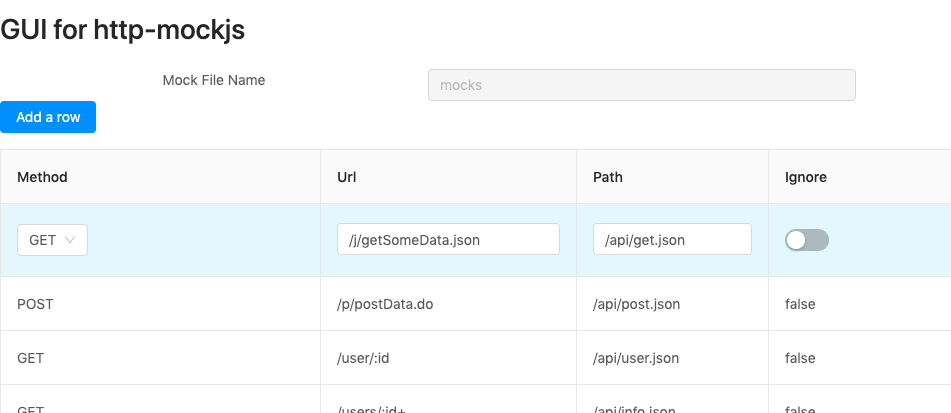 GUI for http-mockjs
Mock File Name mocks
Add a row
Method Url Path Ignore
GET /j/getSomeData.json /api/get.json
POST /p/postData.do /api/post.json false
GET /user/:id /api/user.json false
GET /users/:id+ /api/info.json false